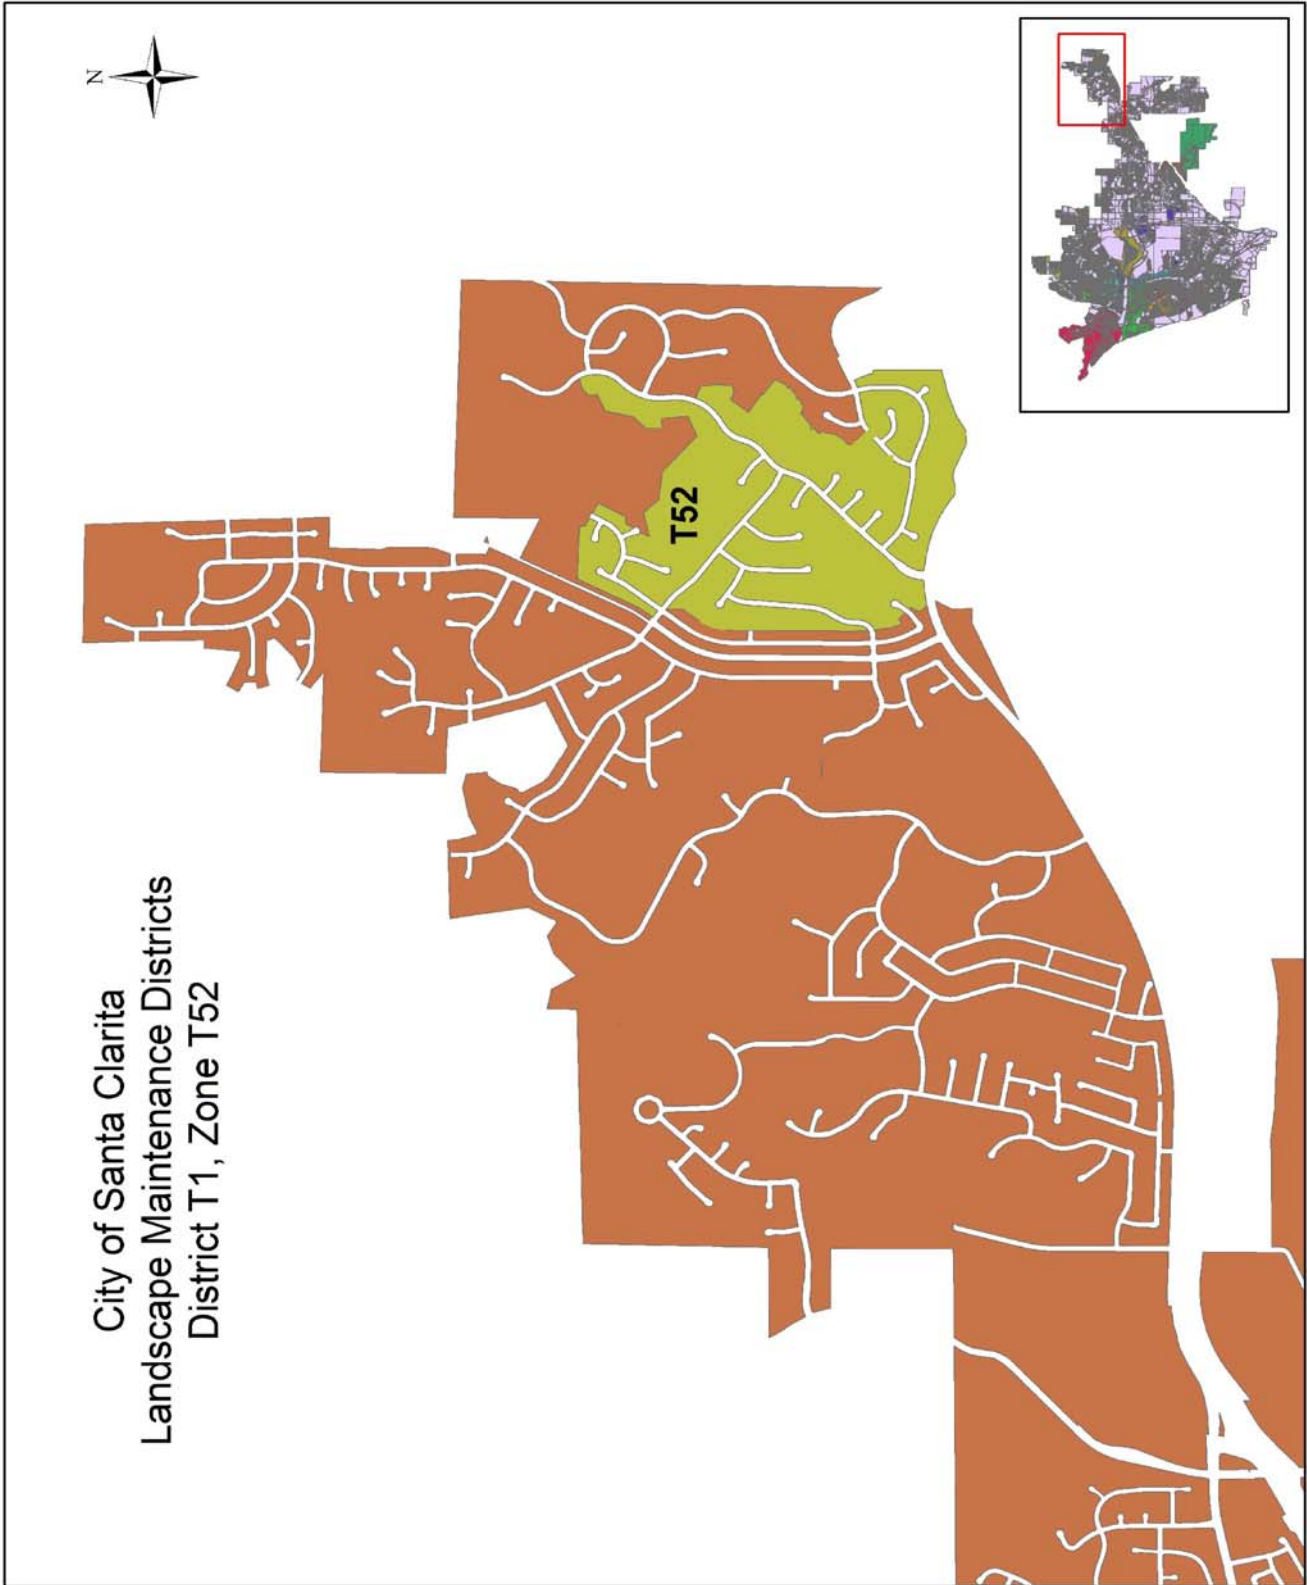 City of Santa Clarita
Landscape Maintenance Districts
District T1, Zone T52
N
T52